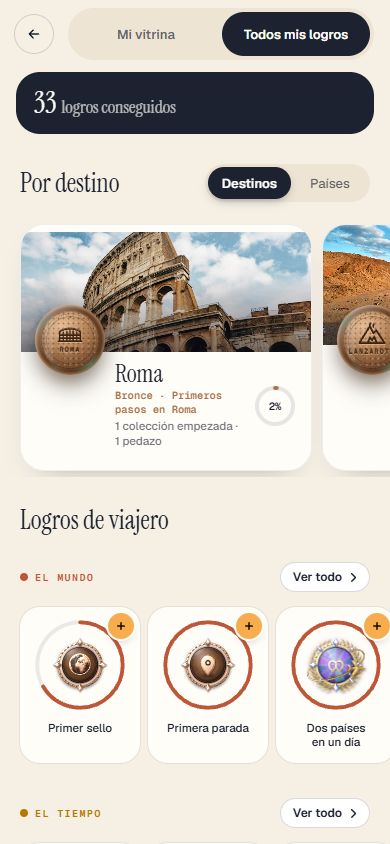 Mi vitrina
Todos mis logros
33 logros conseguidos
Por destino
Destinos
Países
ROMA
Roma
Bronce · Primeros
pasos en Roma
1 colección empezada ·
1 pedazo
2%
LANZAROT
Logros de viajero
EL MUNDO
Ver todo
Primer sello
Primera parada
Dos países
en un día
EL TIEMPO
Ver todo